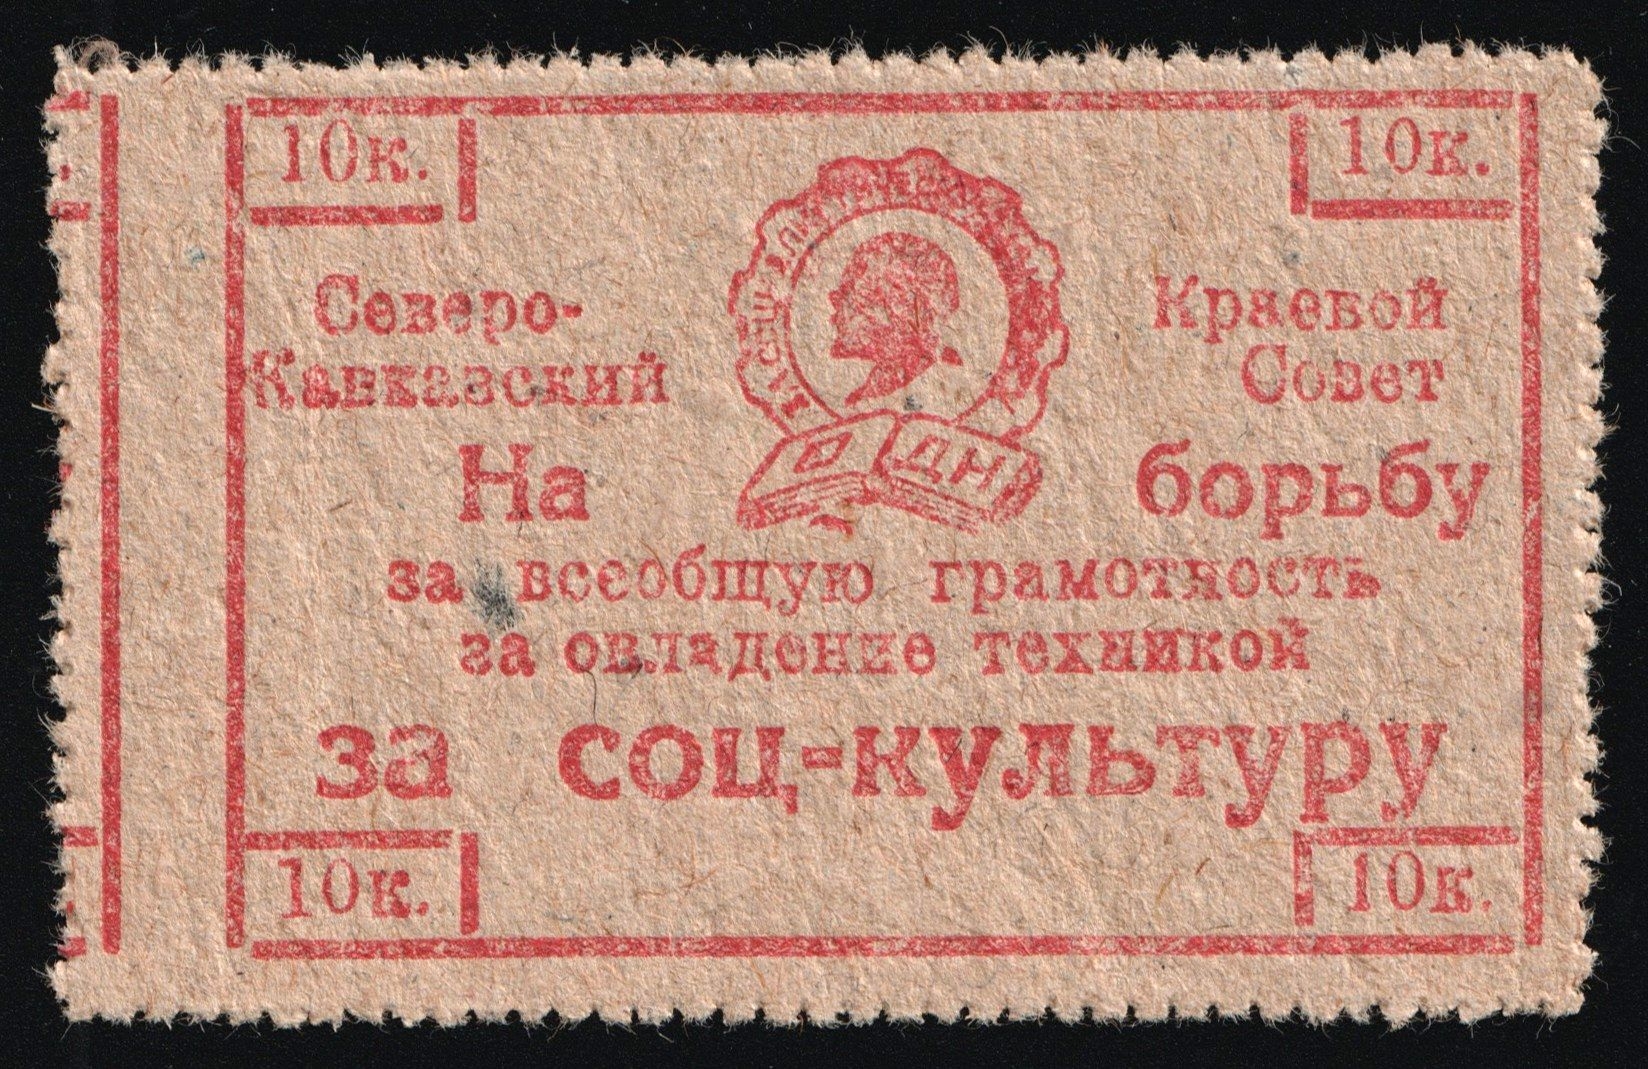 10к. 10к.
Северо-
Кавказский
Краевой
Совет
ОДН
На борьбу
за всеобщую грамотность
за овладение техникой
за соц-культуру
10к. 10к.